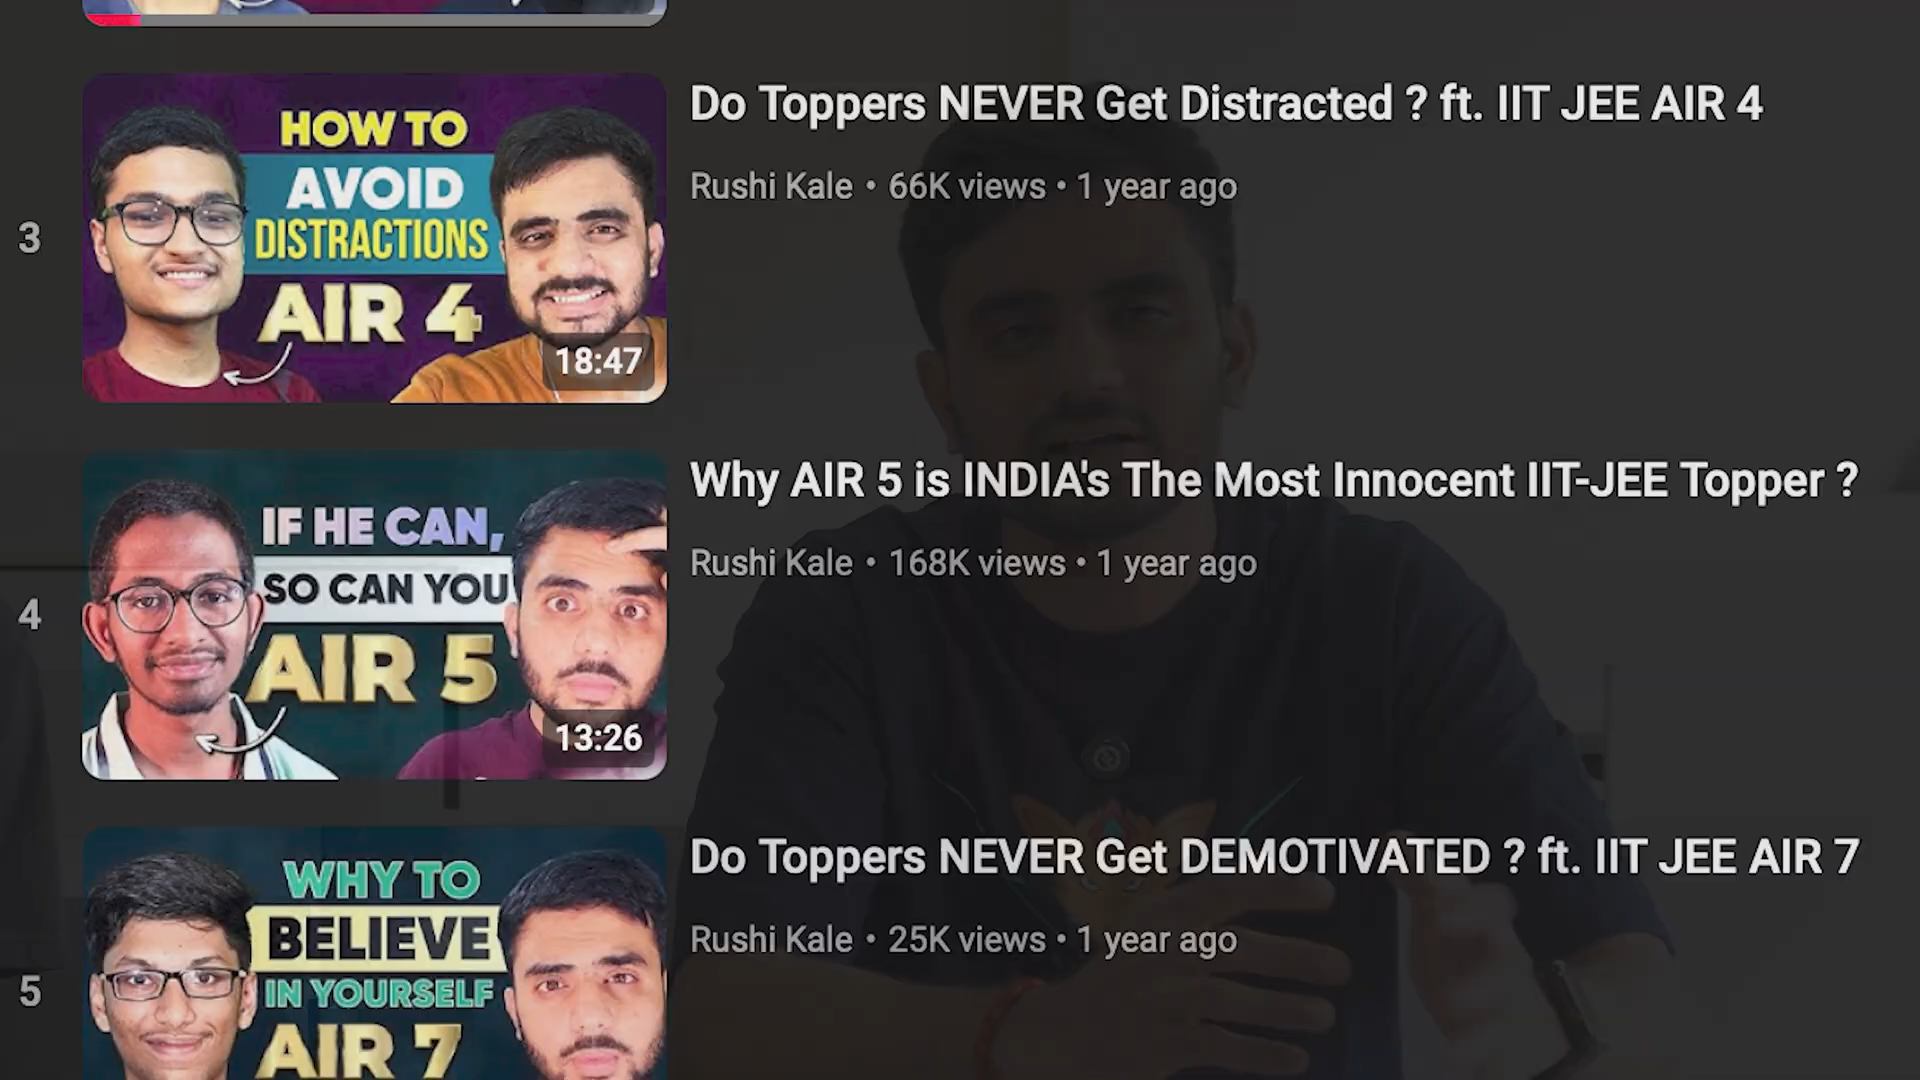 3
HOW TO
AVOID
DISTRACTIONS
AIR 4
18:47
Do Toppers NEVER Get Distracted ? ft. IIT JEE AIR 4
Rushi Kale • 66K views • 1 year ago
4
IF HE CAN,
SO CAN YOU
AIR 5
13:26
Why AIR 5 is INDIA's The Most Innocent IIT-JEE Topper ?
Rushi Kale • 168K views • 1 year ago
5
WHY TO
BELIEVE
IN YOURSELF
AIR 7
Do Toppers NEVER Get DEMOTIVATED ? ft. IIT JEE AIR 7
Rushi Kale • 25K views • 1 year ago